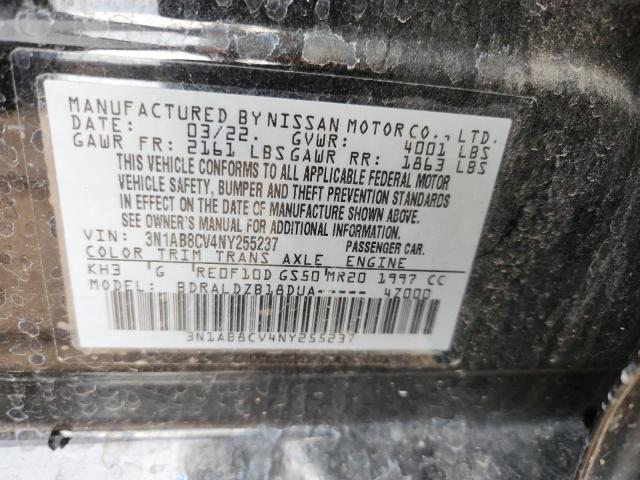 MANUFACTURED BY NISSAN MOTOR CO., LTD.
DATE: 03/22. GVWR: 4001 LBS
GAWR FR: 2161 LBS GAWR RR: 1863 LBS
THIS VEHICLE CONFORMS TO ALL APPLICABLE FEDERAL MOTOR
VEHICLE SAFETY, BUMPER AND THEFT PREVENTION STANDARDS
IN EFFECT ON THE DATE OF MANUFACTURE SHOWN ABOVE.
SEE OWNER'S MANUAL FOR ADDITIONAL INFORMATION
VIN: 3N1AB8CV4NY255237 PASSENGER CAR.
COLOR TRIM TRANS AXLE ENGINE
KH3 G RE0F10D GS50 MR20 1997 CC
MODEL: BDRALDZB18DUA----- 47000
3N1AB8CV4NY255237